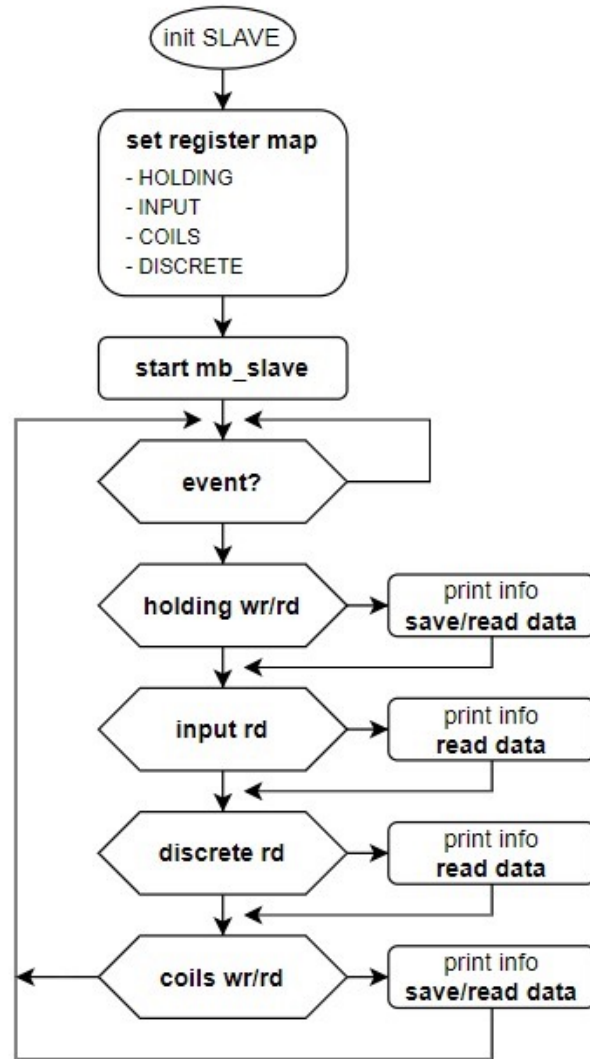 init SLAVE
set register map
- HOLDING
- INPUT
- COILS
- DISCRETE
start mb_slave
event?
holding wr/rd
print info
save/read data
input rd
print info
read data
discrete rd
print info
read data
coils wr/rd
print info
save/read data